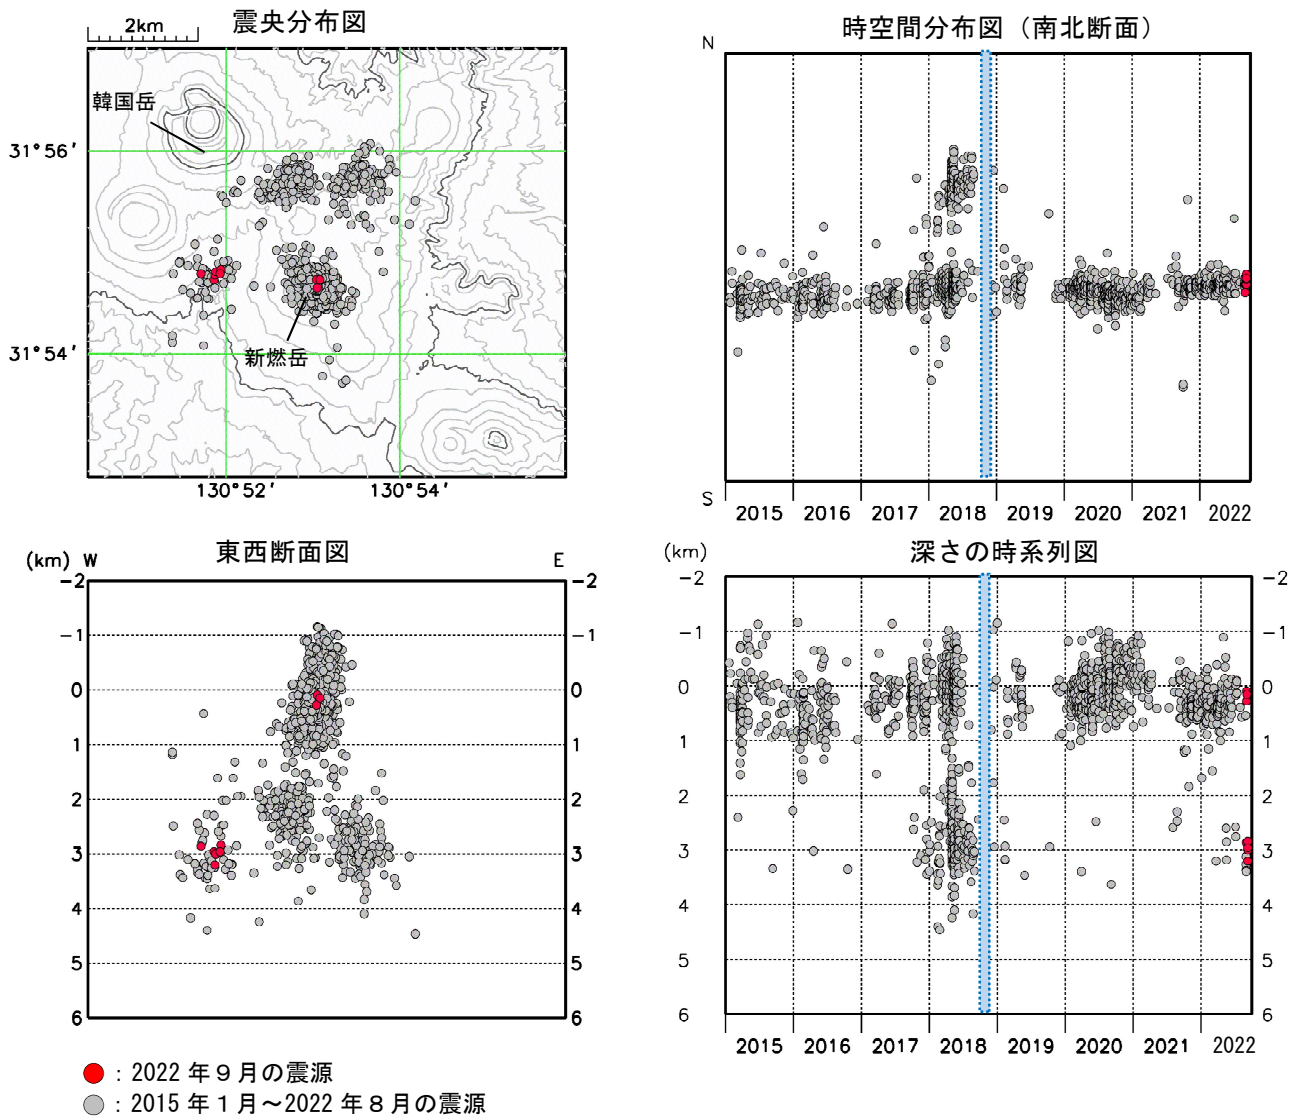 震央分布図
2km
韓国岳
31°56′
新燃岳
31°54′
130°52′ 130°54′
時空間分布図（南北断面）
N
S
2015 2016 2017 2018 2019 2020 2021 2022
東西断面図
(km) W E
-2 -2
-1 -1
0 0
1 1
2 2
3 3
4 4
5 5
6 6
深さの時系列図
(km)
-2 -2
-1 -1
0 0
1 1
2 2
3 3
4 4
5 5
6 6
2015 2016 2017 2018 2019 2020 2021 2022
：2022 年９月の震源
：2015 年１月～2022 年８月の震源